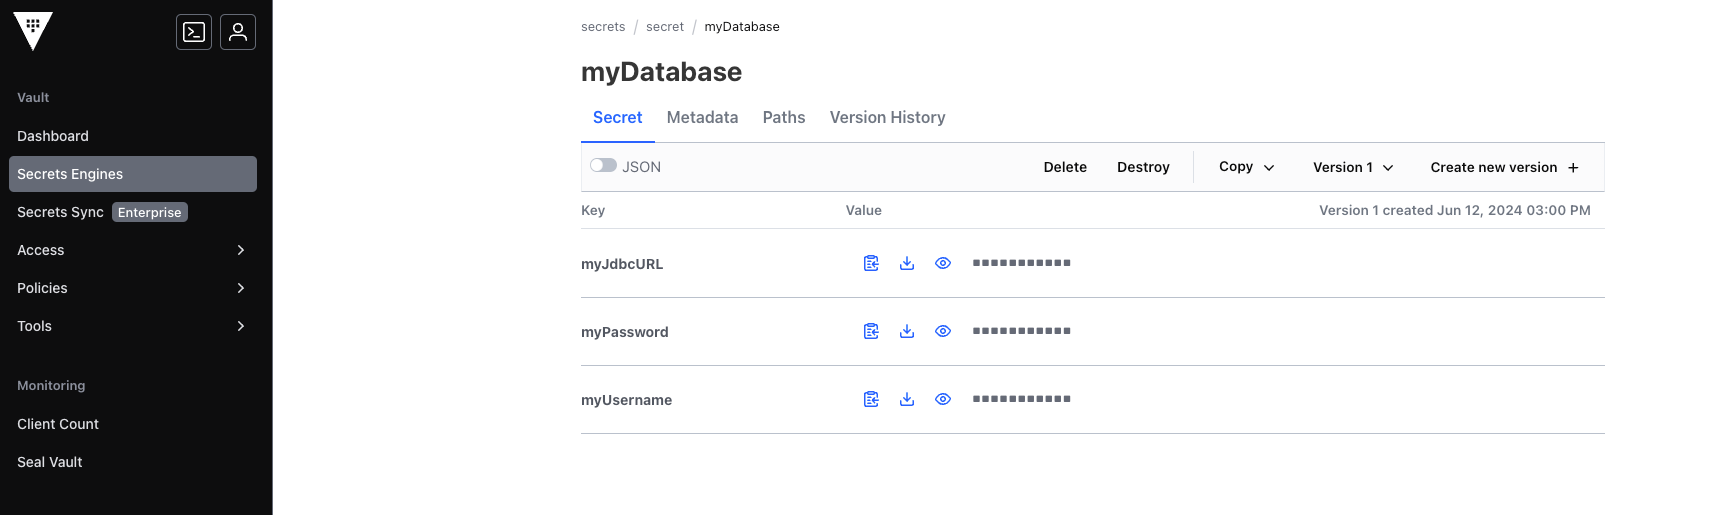 secrets / secret / myDatabase
myDatabase
Secret Metadata Paths Version History
JSON Delete Destroy Copy Version 1 Create new version +
Key Value Version 1 created Jun 12, 2024 03:00 PM
myJdbcURL
myPassword
myUsername
Vault
Dashboard
Secrets Engines
Secrets Sync Enterprise
Access
Policies
Tools
Monitoring
Client Count
Seal Vault